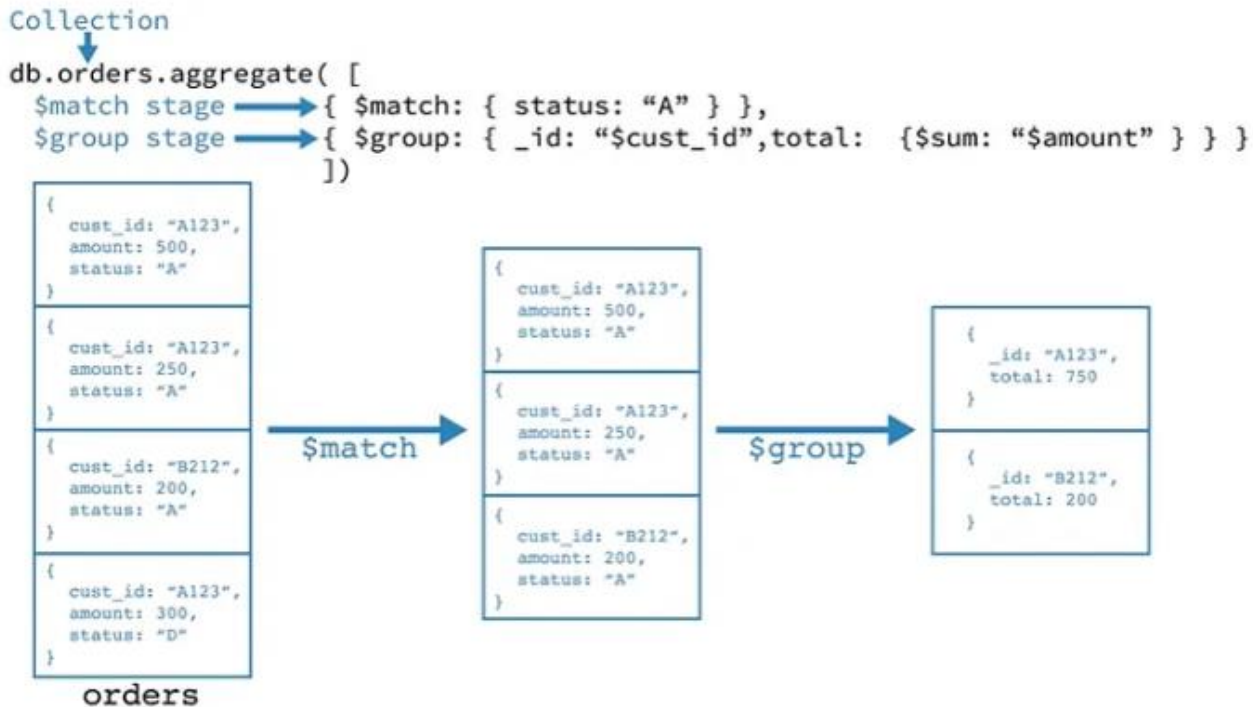 Collection
db.orders.aggregate( [
$match stage { $match: { status: “A” } },
$group stage { $group: { _id: “$cust_id”,total: {$sum: “$amount” } } }
])
{
cust_id: "A123",
amount: 500,
status: "A"
}
{
cust_id: "A123",
amount: 250,
status: "A"
}
{
cust_id: "B212",
amount: 200,
status: "A"
}
{
cust_id: "A123",
amount: 300,
status: "D"
}
orders
$match
{
cust_id: "A123",
amount: 500,
status: "A"
}
{
cust_id: "A123",
amount: 250,
status: "A"
}
{
cust_id: "B212",
amount: 200,
status: "A"
}
$group
{
_id: "A123",
total: 750
}
{
_id: "B212",
total: 200
}